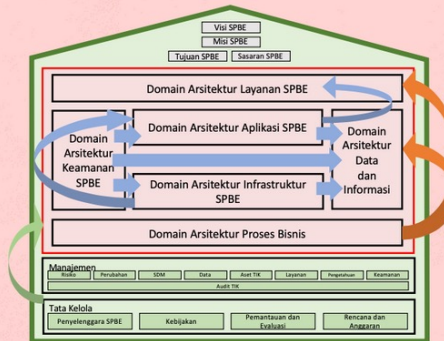 Visi SPBE
Misi SPBE
Tujuan SPBE
Sasaran SPBE
Domain Arsitektur Layanan SPBE
Domain
Arsitektur
Keamanan
SPBE
Domain Arsitektur Aplikasi SPBE
Domain Arsitektur Infrastruktur
SPBE
Domain
Arsitektur
Data
dan
Informasi
Domain Arsitektur Proses Bisnis
Manajemen
Risiko
Perubahan
SDM
Data
Aset TIK
Layanan
Pengetahuan
Keamanan
Audit TIK
Tata Kelola
Penyelenggara SPBE
Kebijakan
Pemantauan dan
Evaluasi
Rencana dan
Anggaran